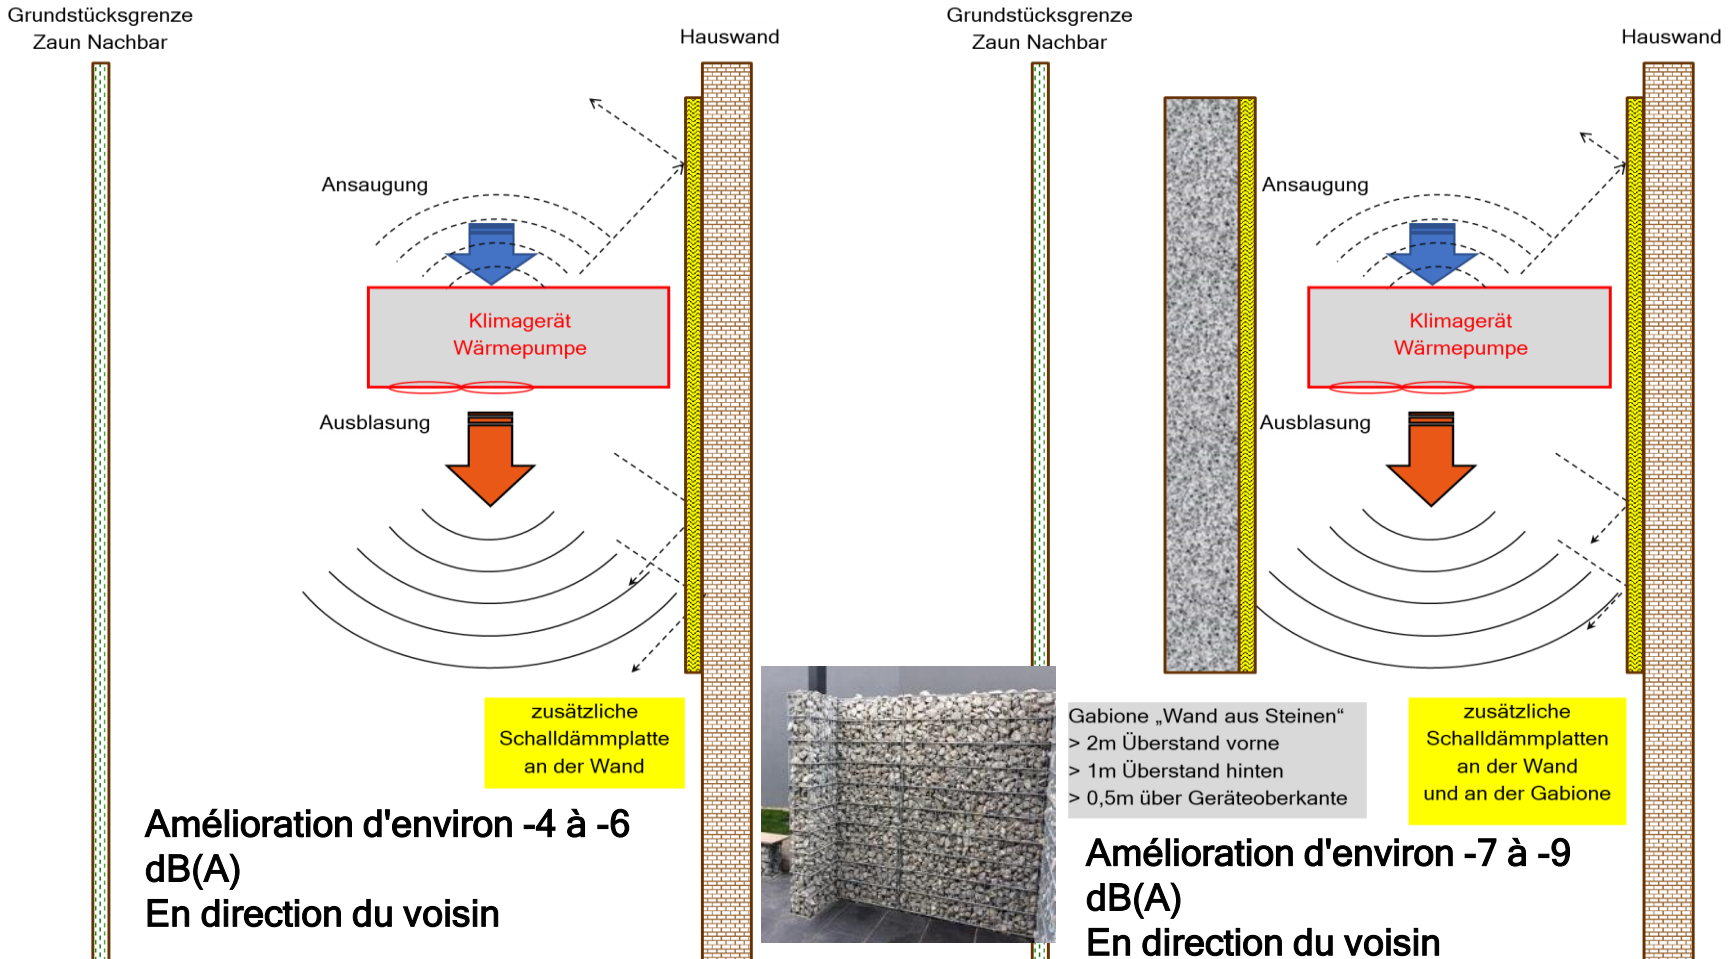 Grundstücksgrenze
Zaun Nachbar
Hauswand
Ansaugung
Klimagerät
Wärmepumpe
Ausblasung
zusätzliche
Schalldämmplatte
an der Wand
Amélioration d'environ -4 à -6
dB(A)
En direction du voisin
Grundstücksgrenze
Zaun Nachbar
Hauswand
Ansaugung
Klimagerät
Wärmepumpe
Ausblasung
Gabione „Wand aus Steinen“
> 2m Überstand vorne
> 1m Überstand hinten
> 0,5m über Geräteoberkante
zusätzliche
Schalldämmplatten
an der Wand
und an der Gabione
Amélioration d'environ -7 à -9
dB(A)
En direction du voisin